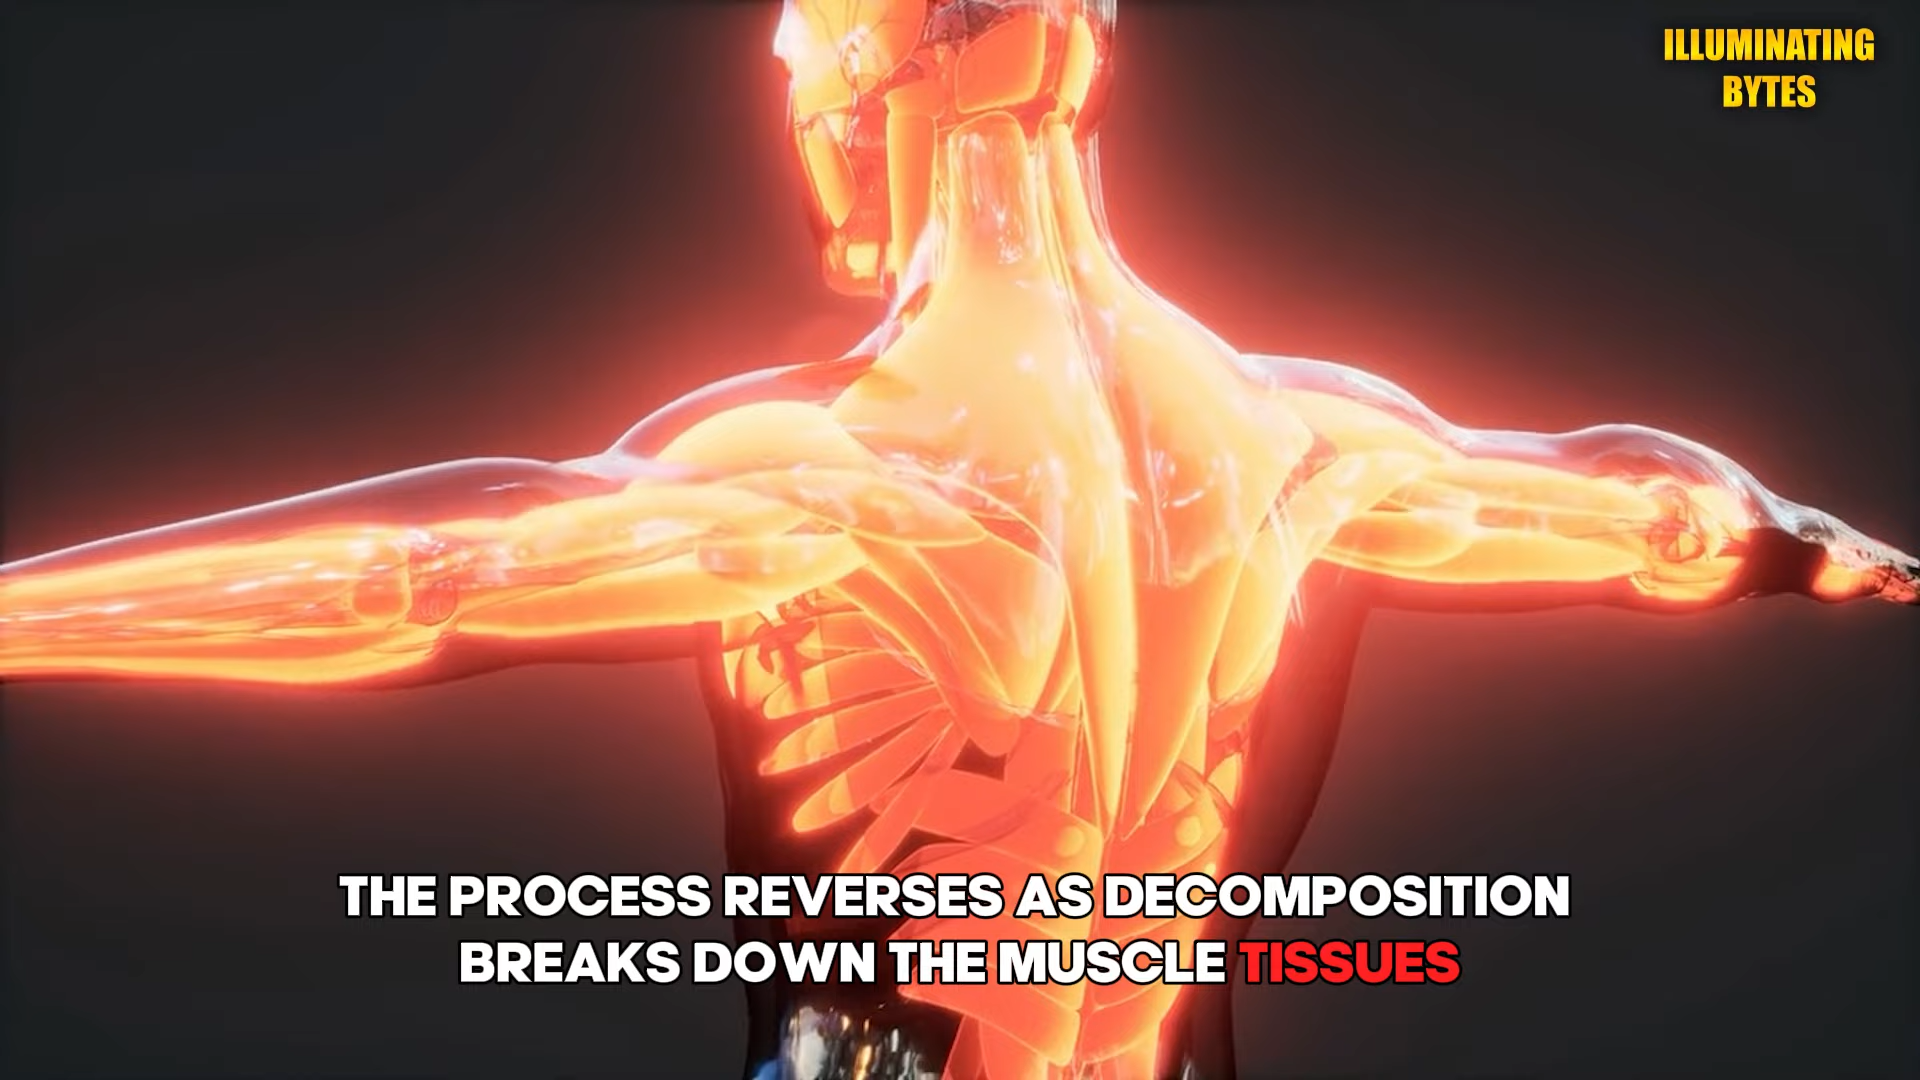 ILLUMINATING
BYTES
THE PROCESS REVERSES AS DECOMPOSITION
BREAKS DOWN THE MUSCLE TISSUES